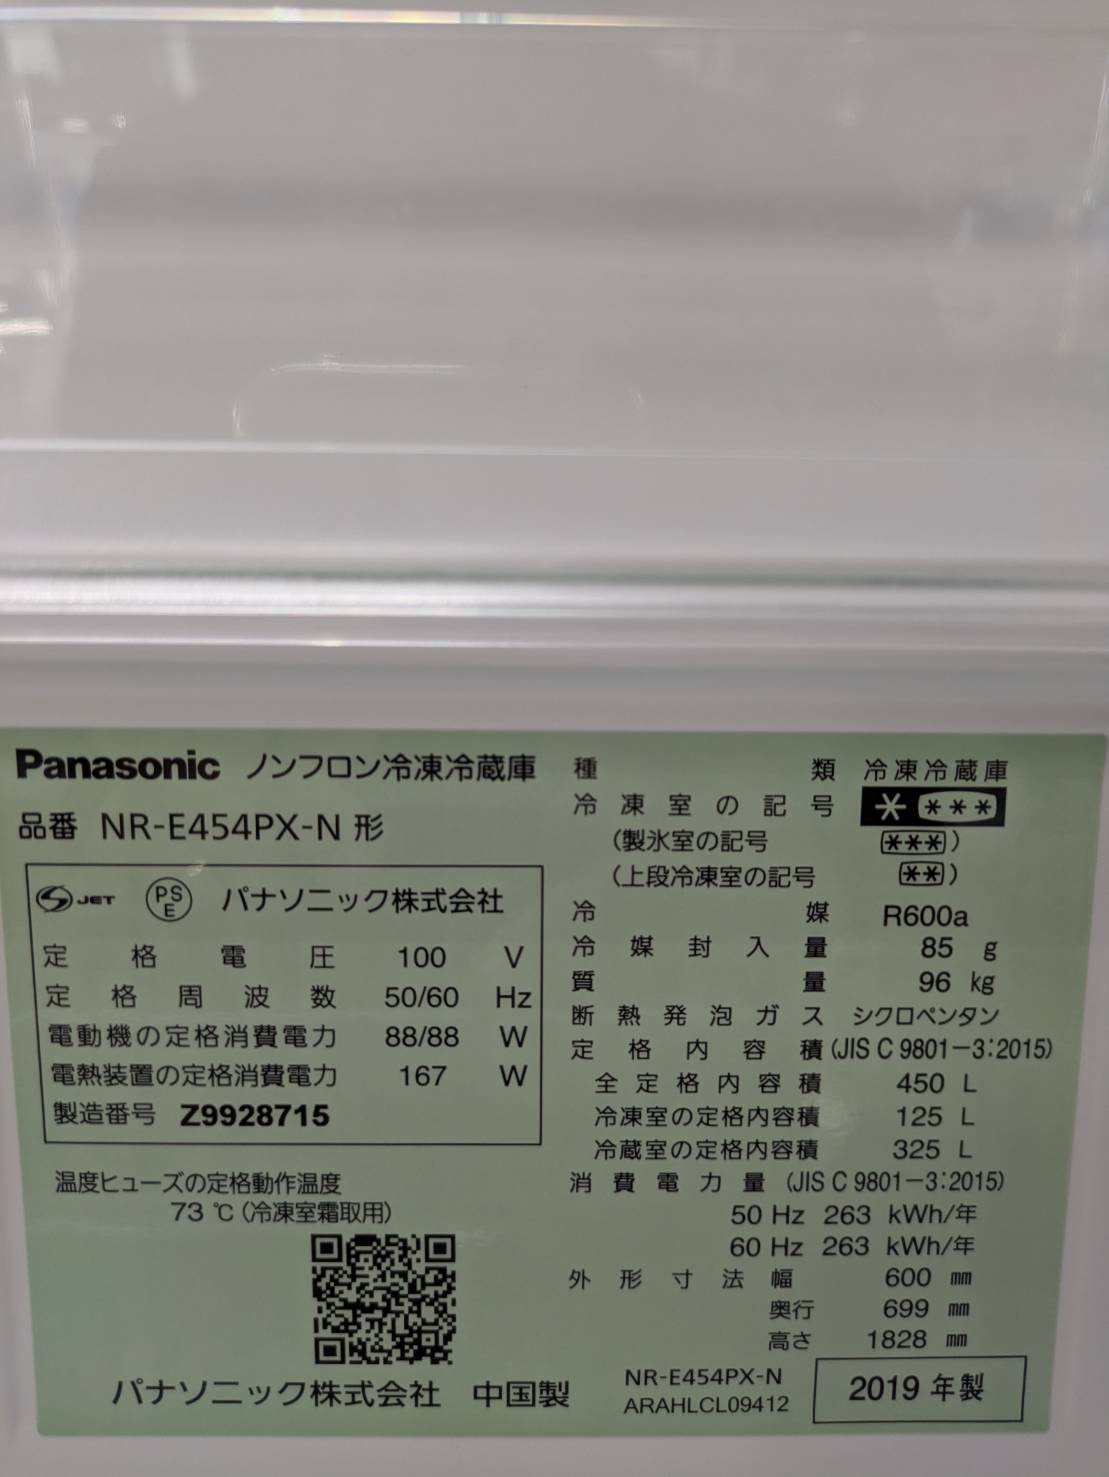 Panasonic ノンフロン冷凍冷蔵庫
品番 NR-E454PX-N 形
JET PSE パナソニック株式会社
定格電圧 100 V
定格周波数 50/60 Hz
電動機の定格消費電力 88/88 W
電熱装置の定格消費電力 167 W
製造番号 Z9928715
温度ヒューズの定格動作温度
73 ℃(冷凍室霜取用)
パナソニック株式会社 中国製
種類 冷凍冷蔵庫
冷凍室の記号 * ***
(製氷室の記号 ***)
(上段冷凍室の記号 **)
冷媒 R600a
冷媒封入量 85 g
質量 96 kg
断熱発泡ガス シクロペンタン
定格内容積(JIS C 9801-3:2015)
全定格内容積 450 L
冷凍室の定格内容積 125 L
冷蔵室の定格内容積 325 L
消費電力量(JIS C 9801-3:2015)
50 Hz 263 kWh/年
60 Hz 263 kWh/年
外形寸法幅 600 mm
奥行 699 mm
高さ 1828 mm
NR-E454PX-N
ARAHLCL09412
2019 年製